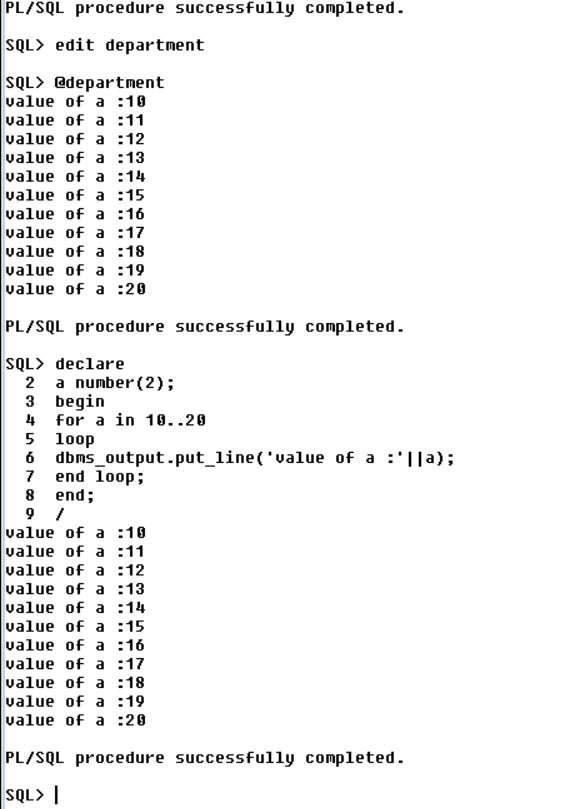 PL/SQL procedure successfully completed.
SQL> edit department
SQL> @department
value of a :10
value of a :11
value of a :12
value of a :13
value of a :14
value of a :15
value of a :16
value of a :17
value of a :18
value of a :19
value of a :20
PL/SQL procedure successfully completed.
SQL> declare
2 a number(2);
3 begin
4 for a in 10..20
5 loop
6 dbms_output.put_line('value of a :'||a);
7 end loop;
8 end;
9 /
value of a :10
value of a :11
value of a :12
value of a :13
value of a :14
value of a :15
value of a :16
value of a :17
value of a :18
value of a :19
value of a :20
PL/SQL procedure successfully completed.
SQL>